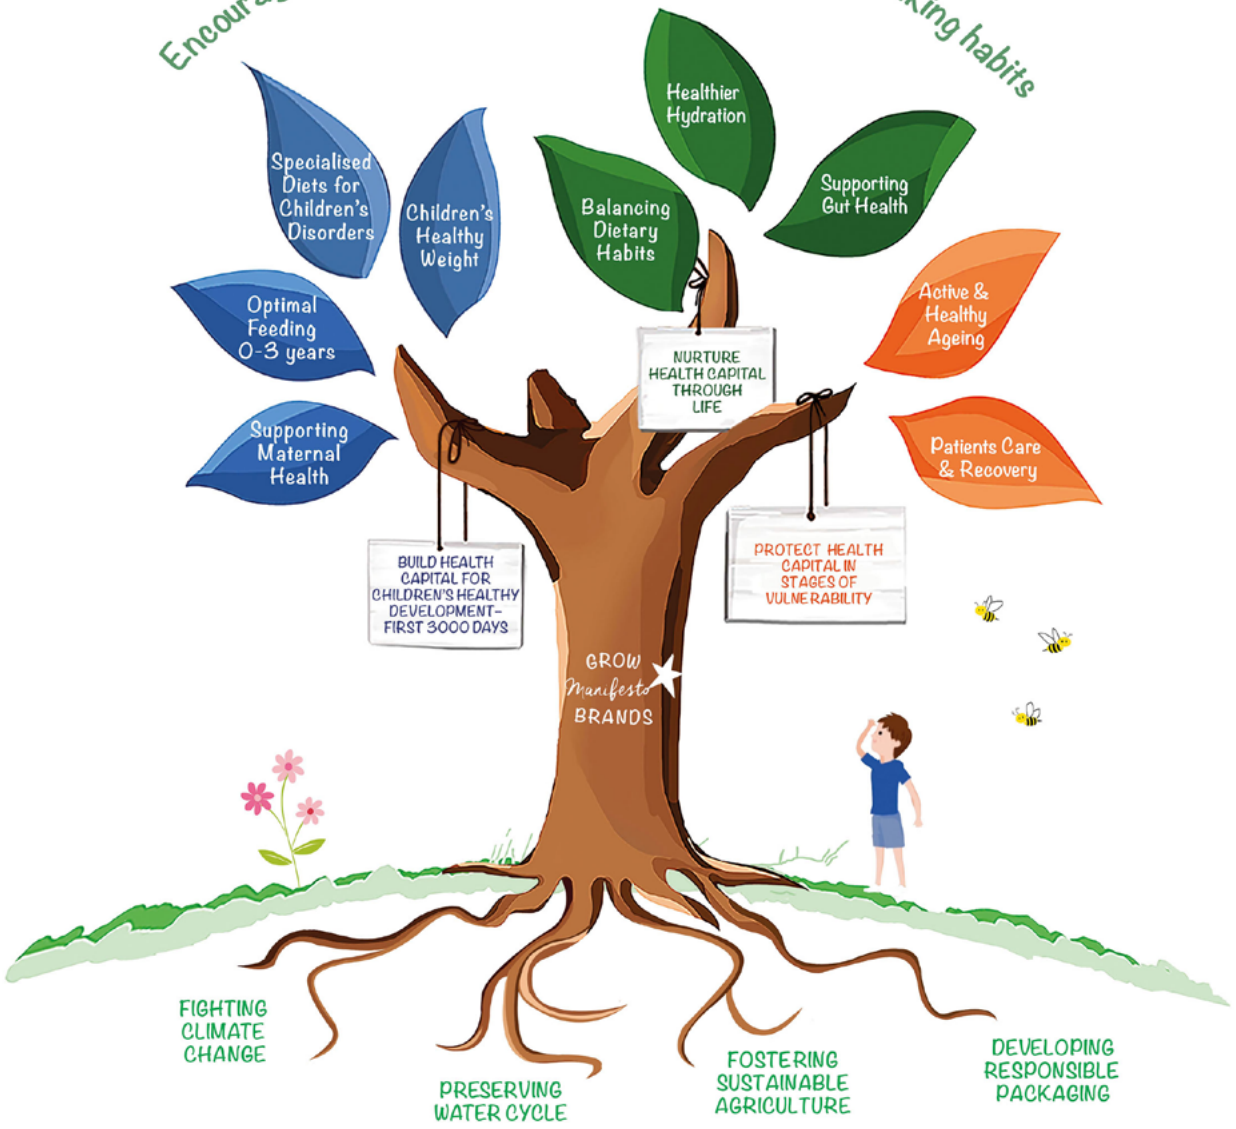 habits
Specialised
Diets for
Children's
Disorders
Children's
Healthy
Weight
Optimal
Feeding
0-3 years
Supporting
Maternal
Health
Balancing
Dietary
Habits
Healthier
Hydration
Supporting
Gut Health
Active &
Healthy
Ageing
Patients Care
& Recovery
NURTURE
HEALTH CAPITAL
THROUGH
LIFE
BUILD HEALTH
CAPITAL FOR
CHILDREN'S HEALTHY
DEVELOPMENT-
FIRST 3000 DAYS
PROTECT HEALTH
CAPITAL IN
STAGES OF
VULNERABILITY
GROW
Manifesto
BRANDS
FIGHTING
CLIMATE
CHANGE
PRESERVING
WATER CYCLE
FOSTERING
SUSTAINABLE
AGRICULTURE
DEVELOPING
RESPONSIBLE
PACKAGING